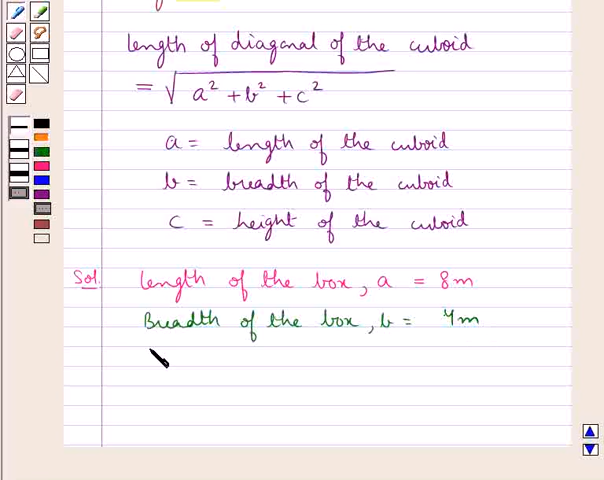 length of diagonal of the cuboid
= √a² + b² + c²
a = length of the cuboid
b = breadth of the cuboid
c = height of the cuboid
Sol. Length of the box, a = 8m
Breadth of the box, b = 4m